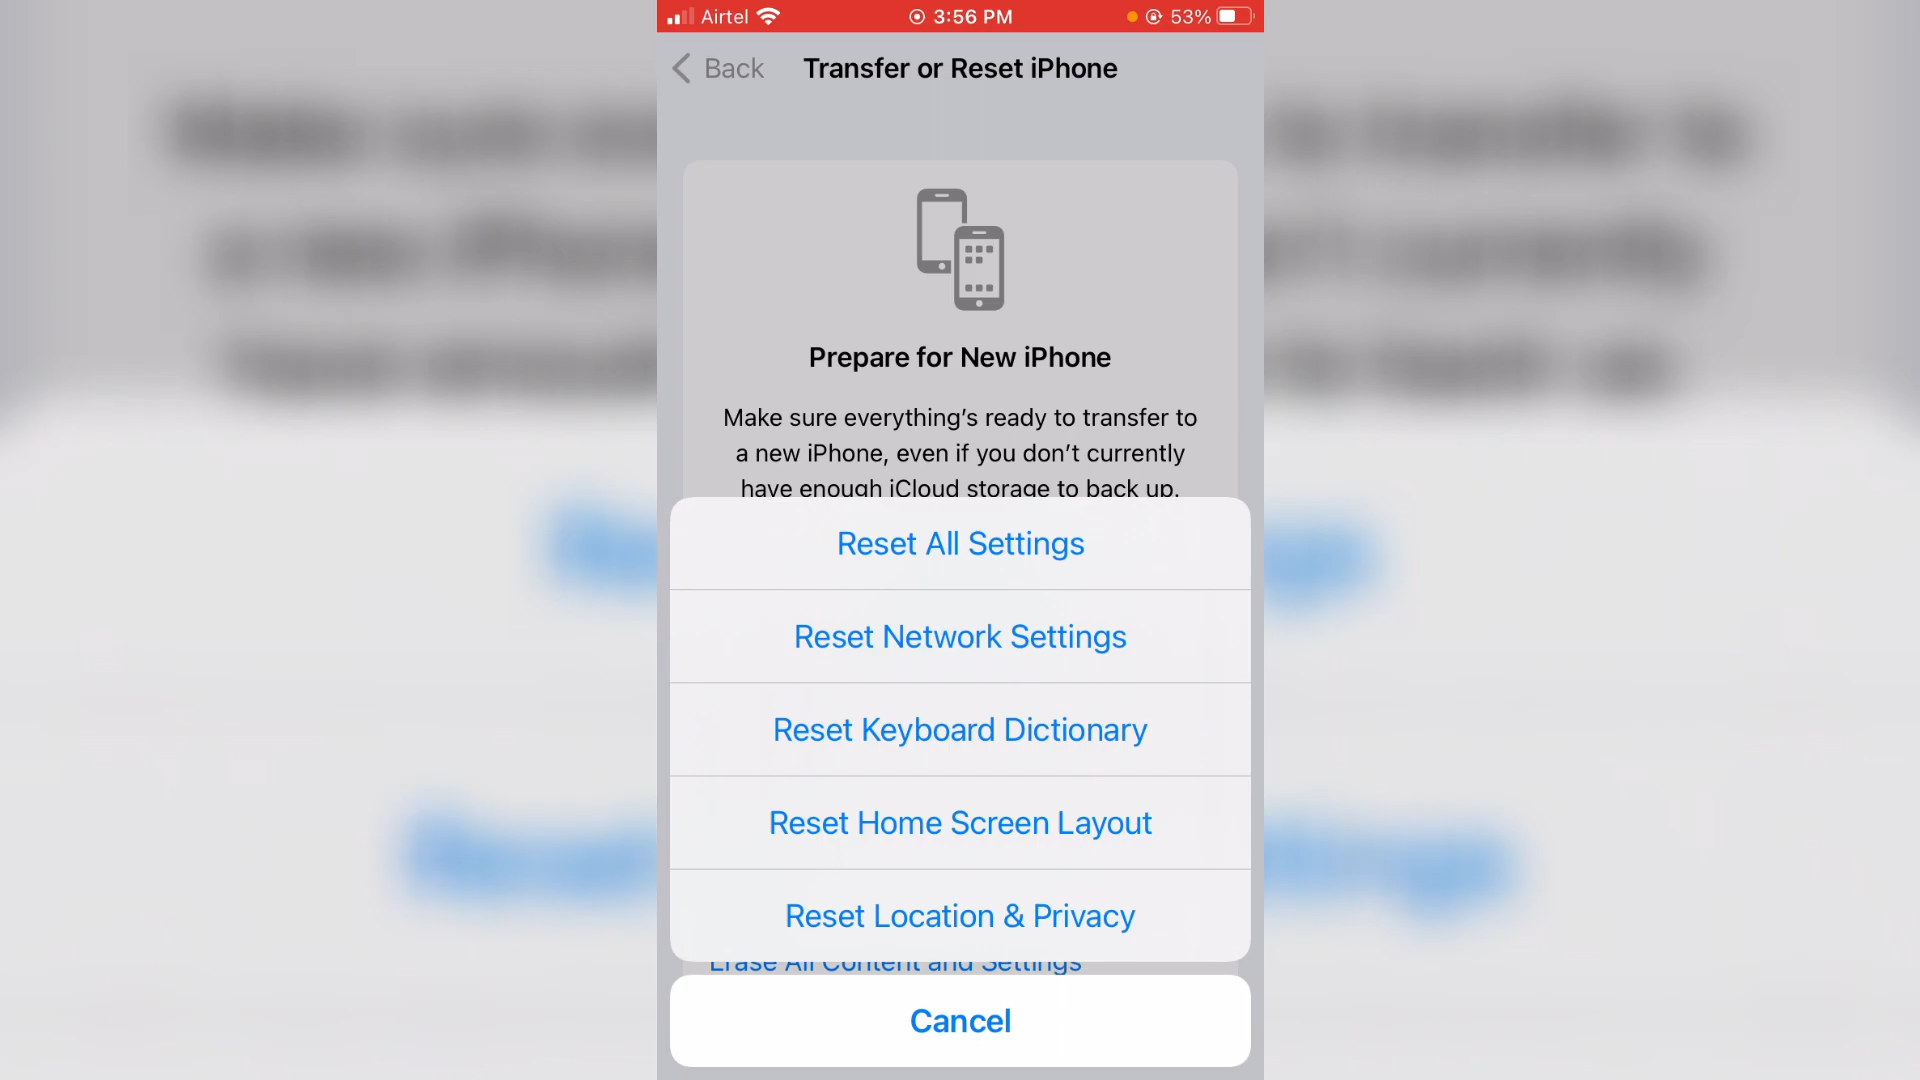 Airtel 3:56 PM 53%
Back Transfer or Reset iPhone
Prepare for New iPhone
Make sure everything's ready to transfer to
a new iPhone, even if you don't currently
have enough iCloud storage to back up.
Reset All Settings
Reset Network Settings
Reset Keyboard Dictionary
Reset Home Screen Layout
Reset Location & Privacy
Erase All Content and Settings
Cancel